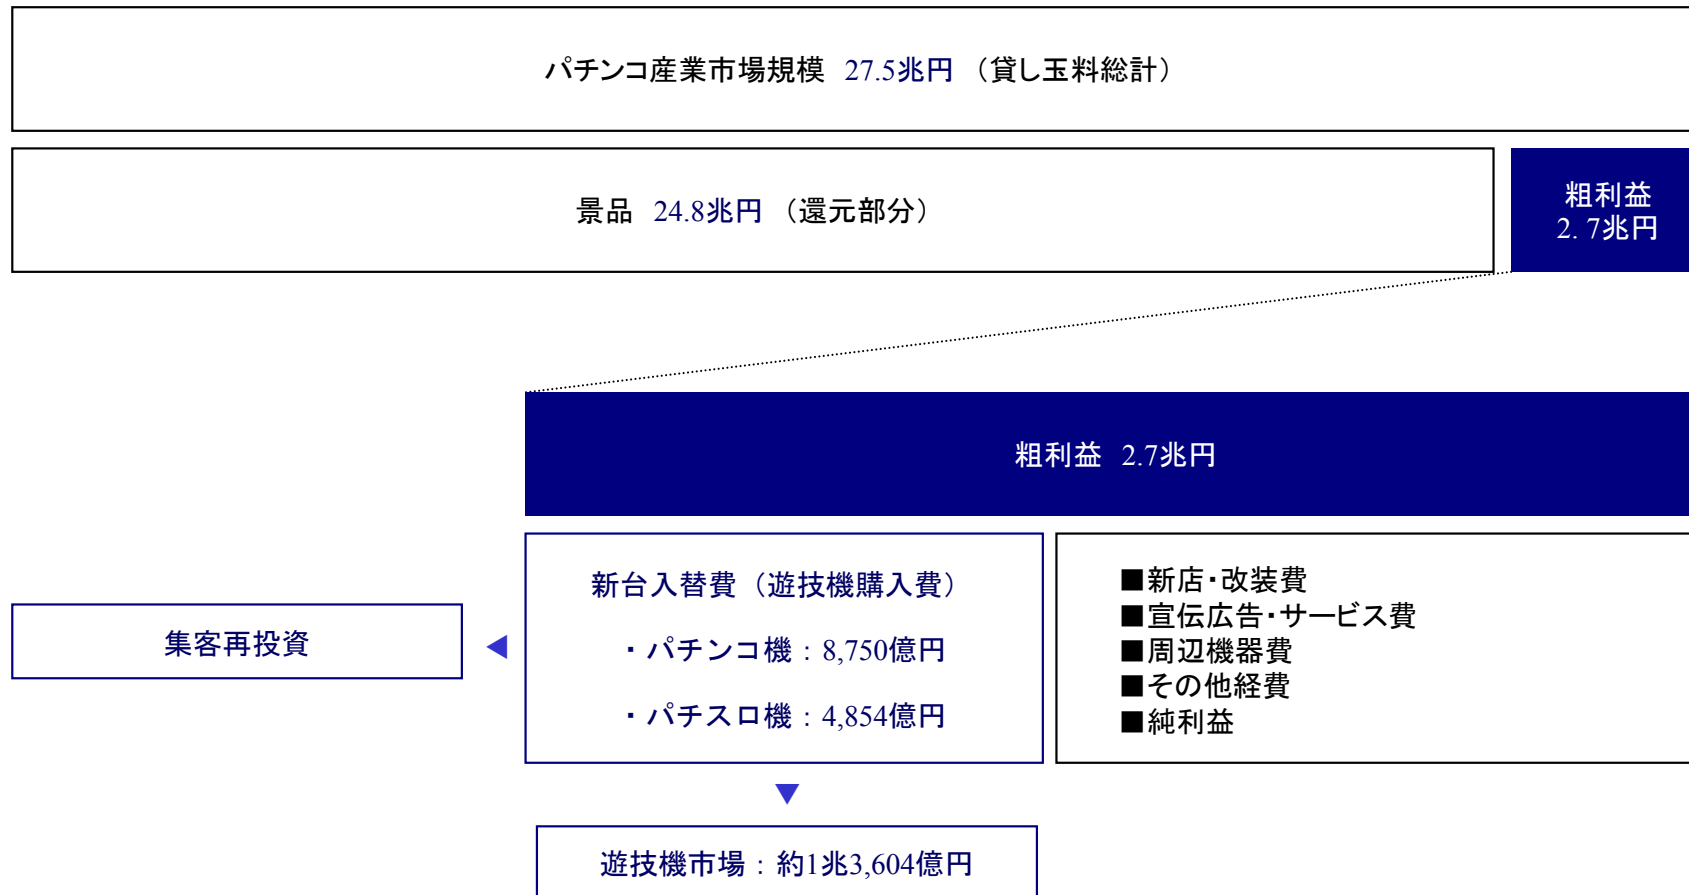 パチンコ産業市場規模 27.5兆円 （貸し玉料総計）
景品 24.8兆円 （還元部分）
粗利益
2. 7兆円
粗利益 2.7兆円
新台入替費（遊技機購入費）
・パチンコ機：8,750億円
・パチスロ機：4,854億円
■新店・改装費
■宣伝広告・サービス費
■周辺機器費
■その他経費
■純利益
集客再投資
遊技機市場：約1兆3,604億円